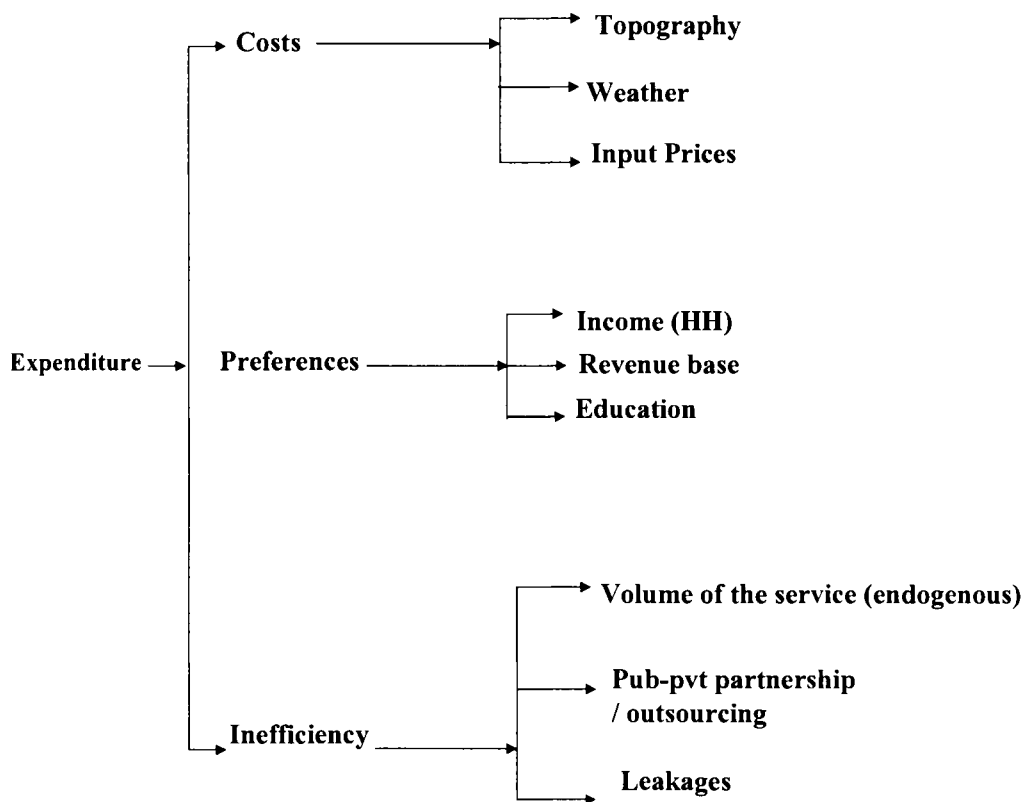 Costs
Topography
Weather
Input Prices
Expenditure
Preferences
Income (HH)
Revenue base
Education
Inefficiency
Volume of the service (endogenous)
Pub-pvt partnership
/ outsourcing
Leakages